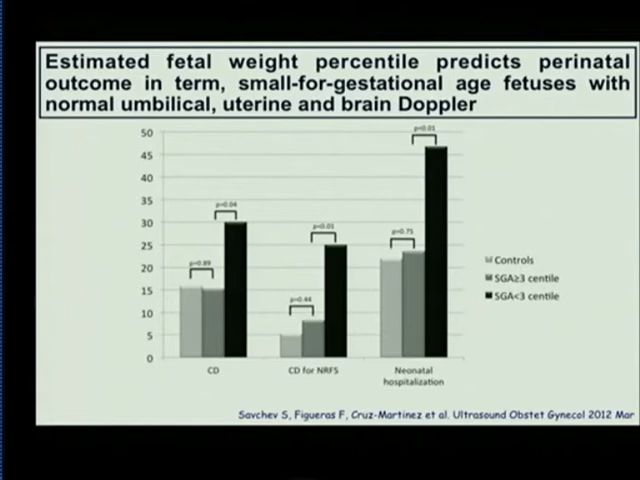 Estimated fetal weight percentile predicts perinatal
outcome in term, small-for-gestational age fetuses with
normal umbilical, uterine and brain Doppler
50
45
40
35
30
25
20
15
10
5
0
p=0.89
p=0.04
p=0.44
p<0.01
p=0.75
p<0.01
CD
CD for NRFS
Neonatal
hospitalization
Controls
SGA≥3 centile
SGA<3 centile
Savchev S, Figueras F, Cruz-Martinez et al. Ultrasound Obstet Gynecol 2012 Mar